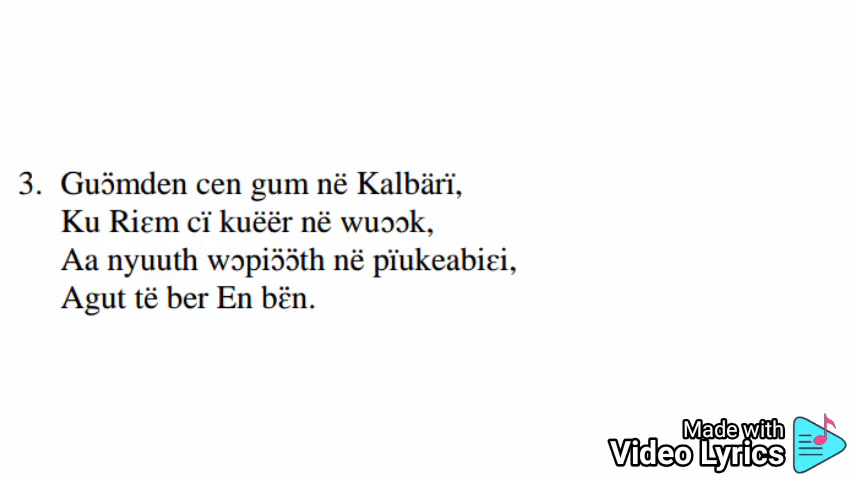 3. Guɔ̈mden cen gum në Kalbärï,
Ku Riɛm cï kuëër në wuɔɔk,
Aa nyuuth wɔpiɔ̈ɔ̈th në pïukeabiɛi,
Agut të ber En bɛ̈n.
Made with
Video Lyrics